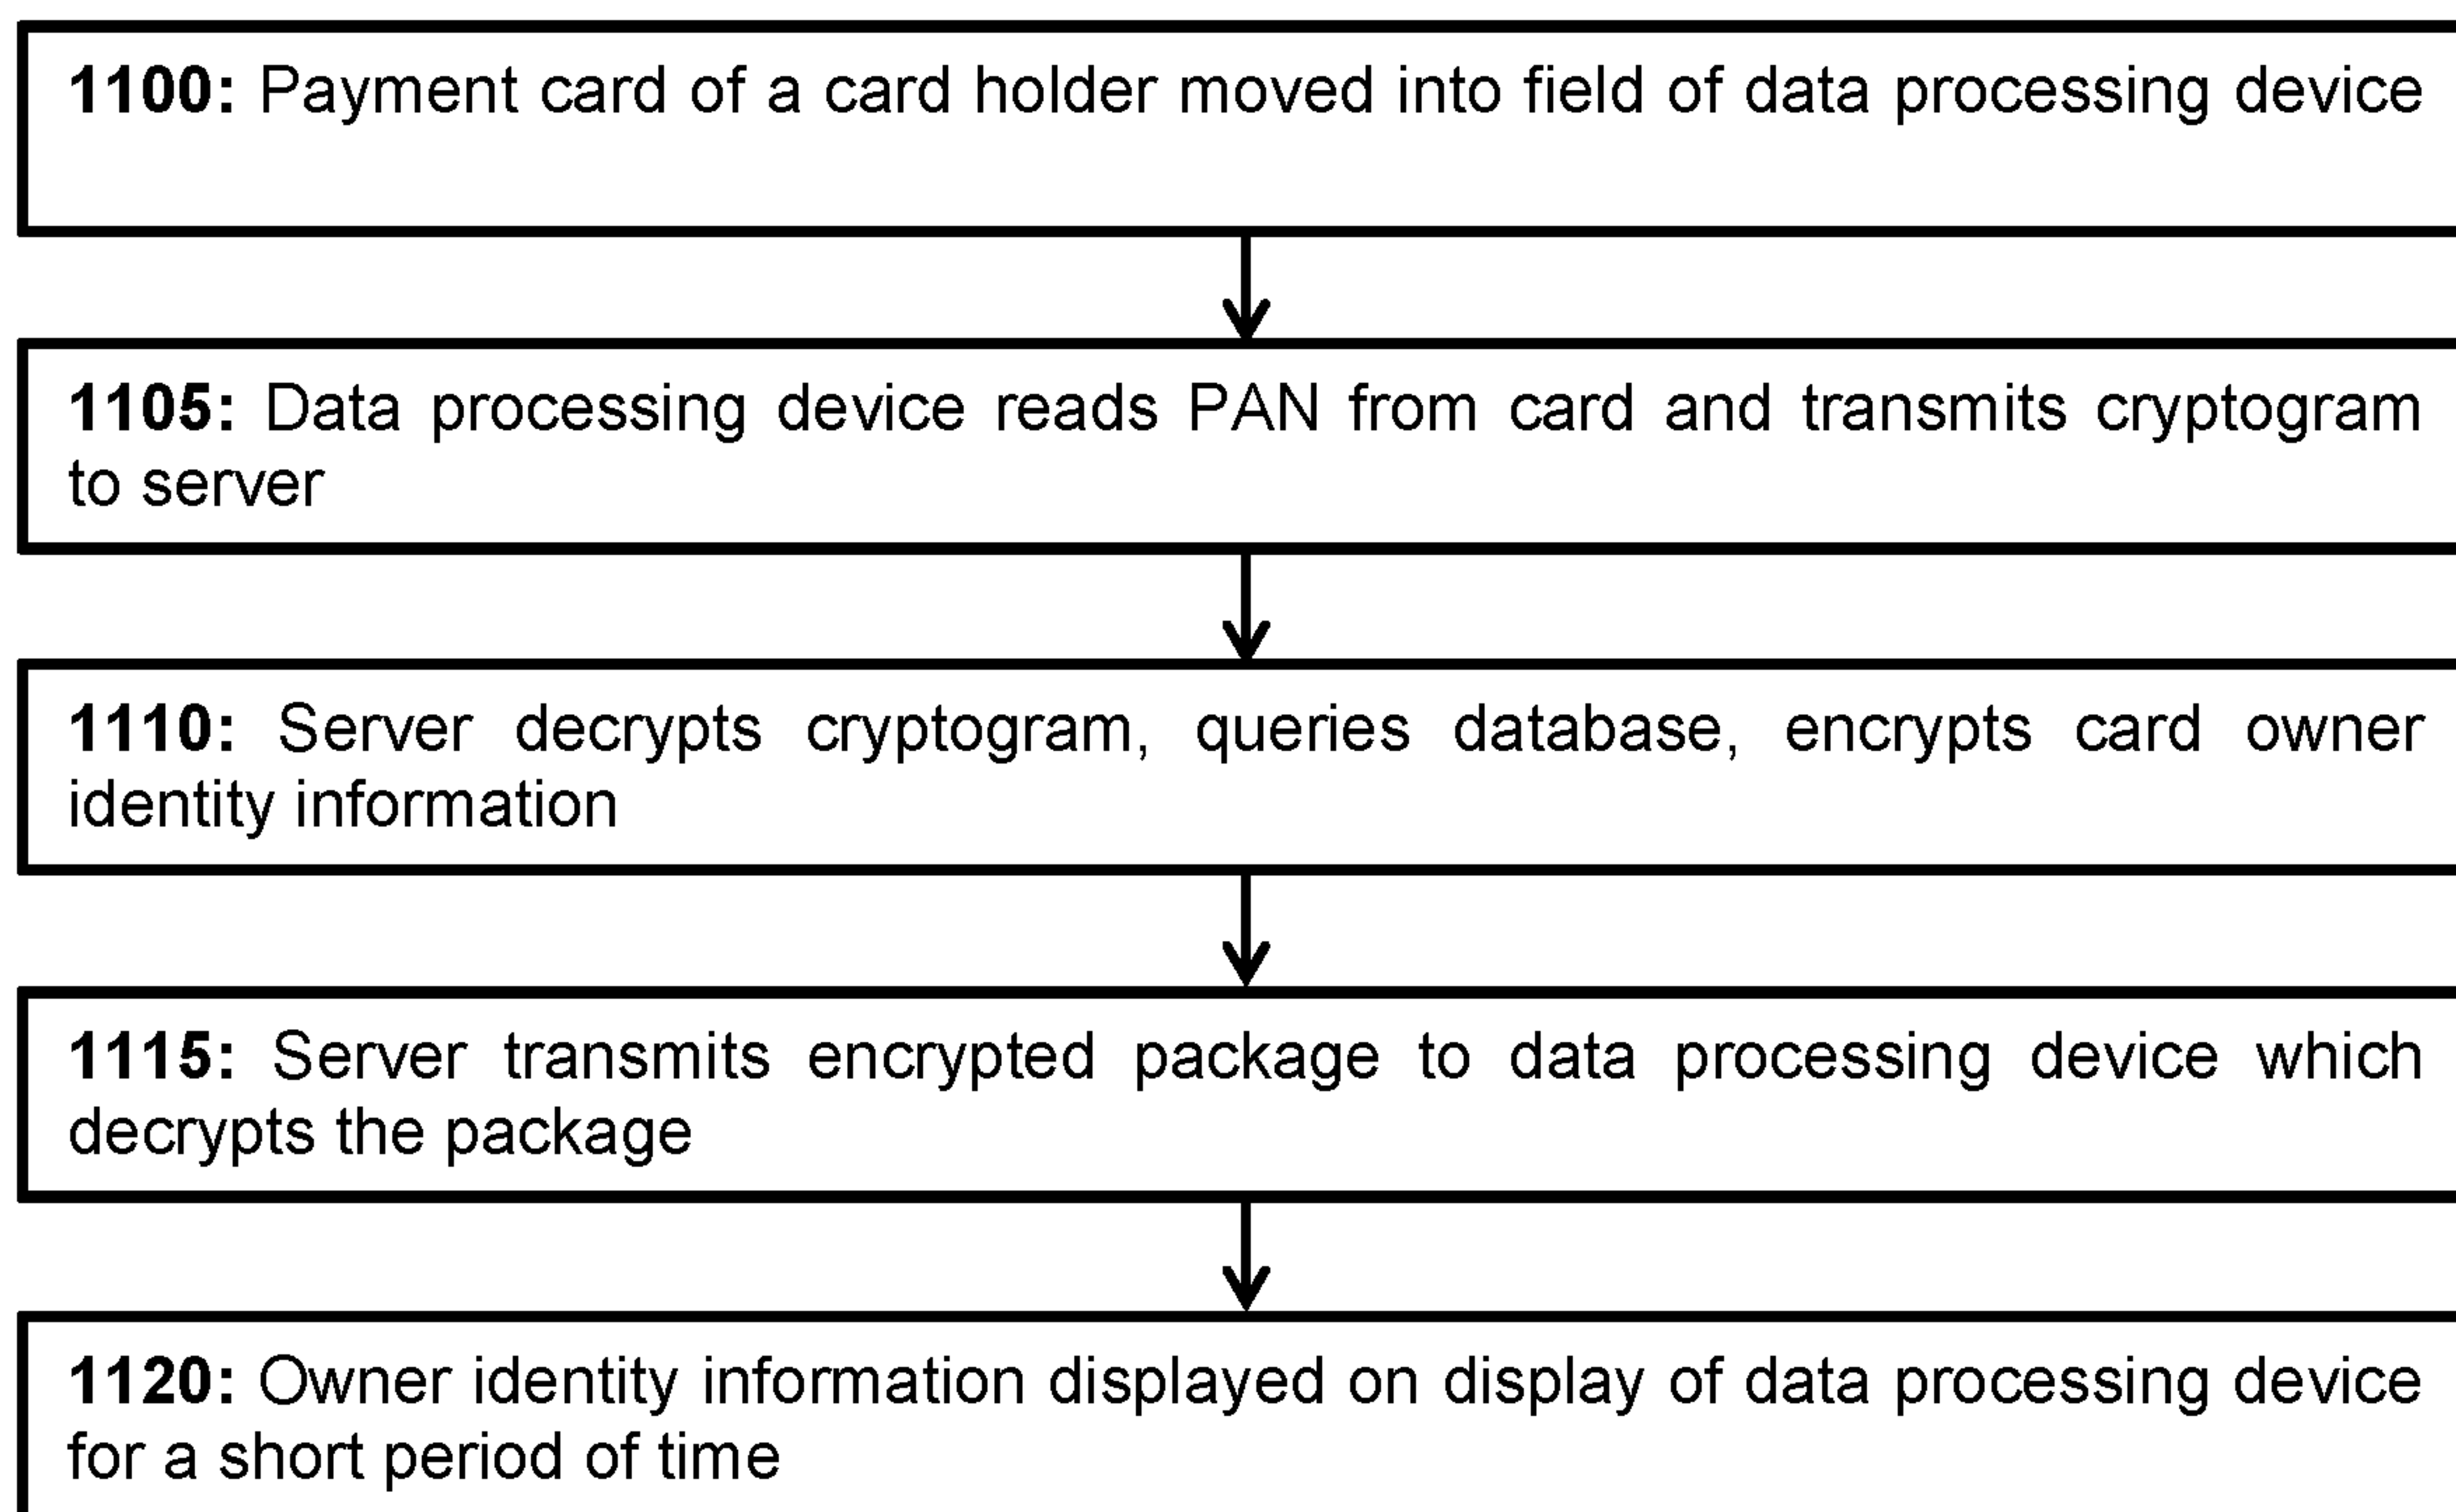 1100: Payment card of a card holder moved into field of data processing device
1105: Data processing device reads PAN from card and transmits cryptogram
to server
1110: Server decrypts cryptogram, queries database, encrypts card owner
identity information
1115: Server transmits encrypted package to data processing device which
decrypts the package
1120: Owner identity information displayed on display of data processing device
for a short period of time